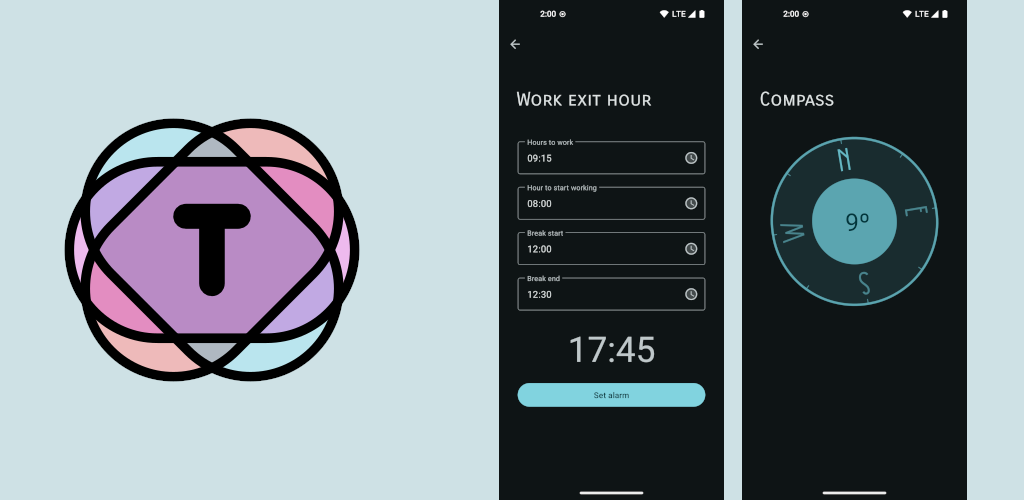 T
2:00 LTE
WORK EXIT HOUR
Hours to work
09:15
Hour to start working
08:00
Break start
12:00
Break end
12:30
17:45
Set alarm
2:00 LTE
COMPASS
N
E
S
W
9°